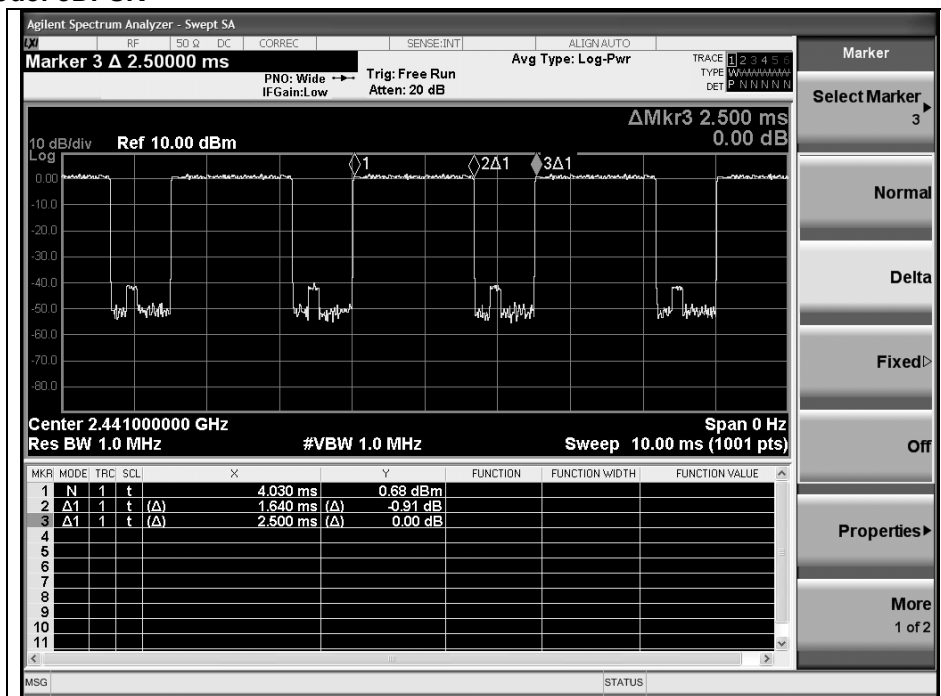 Agilent Spectrum Analyzer - Swept SA
LXI RF 50 Ω DC CORREC SENSE:INT ALIGNAUTO
Marker 3 Δ 2.50000 ms
PNO: Wide
IFGain:Low
Trig: Free Run
Atten: 20 dB
Avg Type: Log-Pwr
TRACE 1 2 3 4 5 6
TYPE WWWWWW
DET P N N N N N
ΔMkr3 2.500 ms
0.00 dB
10 dB/div Ref 10.00 dBm
Log
1 2Δ1 3Δ1
0.00
-10.0
-20.0
-30.0
-40.0
-50.0
-60.0
-70.0
-80.0
Center 2.441000000 GHz Span 0 Hz
Res BW 1.0 MHz #VBW 1.0 MHz Sweep 10.00 ms (1001 pts)
MKR MODE TRC SCL X Y FUNCTION FUNCTION WIDTH FUNCTION VALUE
1 N 1 t 4.030 ms 0.68 dBm
2 Δ1 1 t (Δ) 1.640 ms (Δ) -0.91 dB
3 Δ1 1 t (Δ) 2.500 ms (Δ) 0.00 dB
4
5
6
7
8
9
10
11
MSG STATUS
Marker
Select Marker
3
Normal
Delta
Fixed
Off
Properties
More
1 of 2